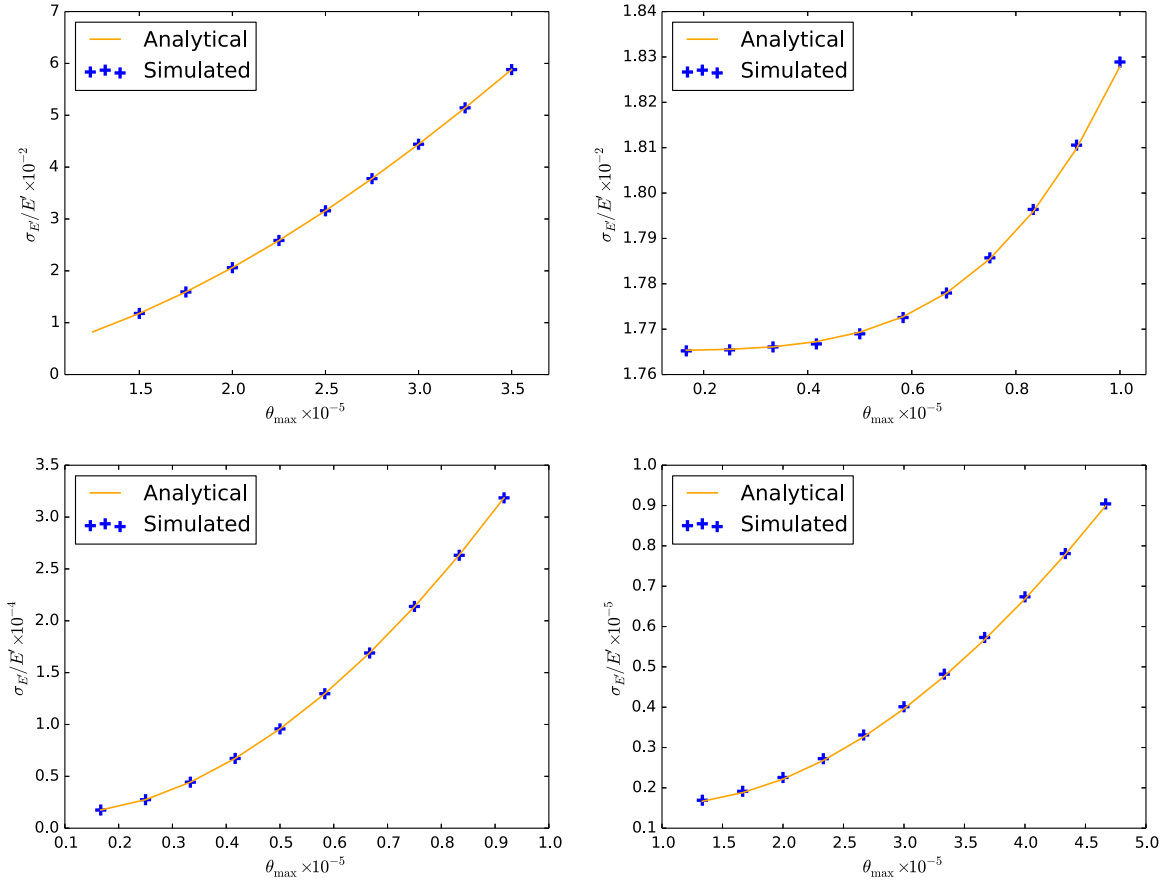 7
6
5
4
3
2
1
0
σ_E′/E′ ×10⁻²
Analytical
Simulated
1.5 2.0 2.5 3.0 3.5
θ_max ×10⁻⁵
1.84
1.83
1.82
1.81
1.80
1.79
1.78
1.77
1.76
σ_E′/E′ ×10⁻²
Analytical
Simulated
0.2 0.4 0.6 0.8 1.0
θ_max ×10⁻⁵
3.5
3.0
2.5
2.0
1.5
1.0
0.5
0.0
σ_E′/E′ ×10⁻⁴
Analytical
Simulated
0.1 0.2 0.3 0.4 0.5 0.6 0.7 0.8 0.9 1.0
θ_max ×10⁻⁵
1.0
0.9
0.8
0.7
0.6
0.5
0.4
0.3
0.2
0.1
σ_E′/E′ ×10⁻⁵
Analytical
Simulated
1.0 1.5 2.0 2.5 3.0 3.5 4.0 4.5 5.0
θ_max ×10⁻⁵